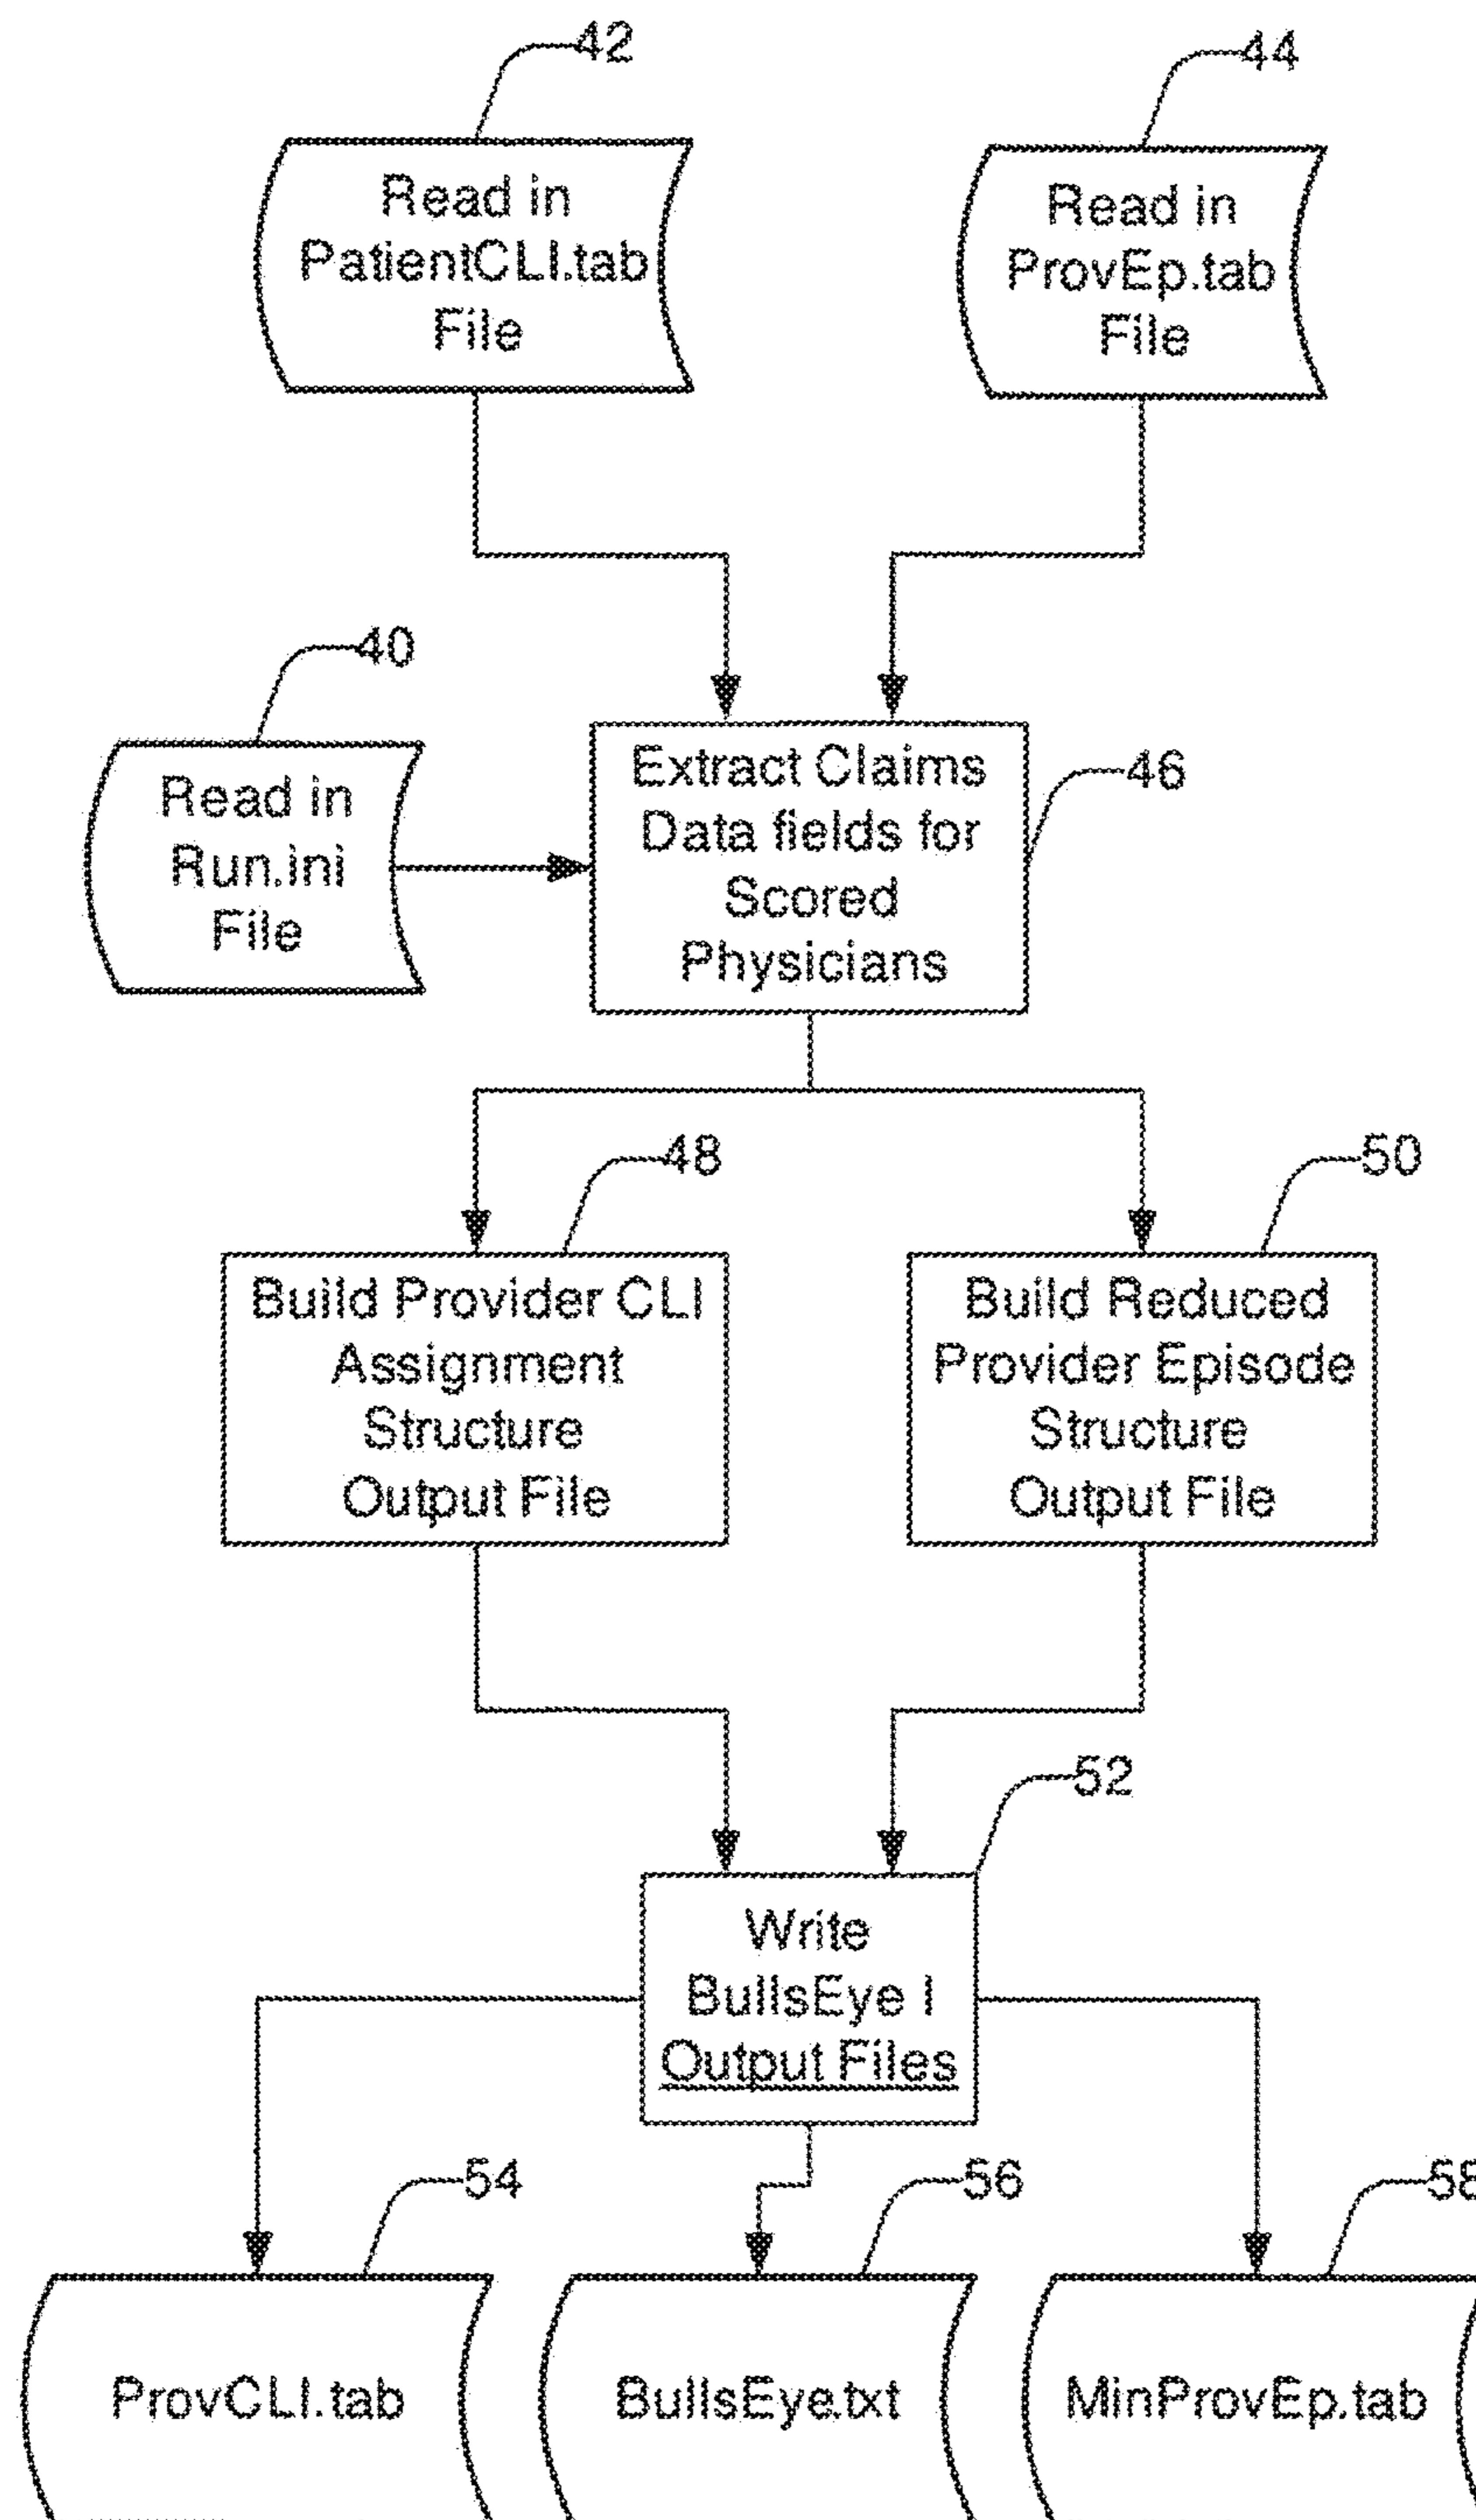 42
44
Read in
PatientCLI.tab
File
Read in
ProvEp.tab
File
40
Read in
Run.ini
File
Extract Claims
Data fields for
Scored
Physicians
46
48
50
Build Provider CLI
Assignment
Structure
Output File
Build Reduced
Provider Episode
Structure
Output File
52
Write
BullsEye I
Output Files
54
56
58
ProvCLI.tab
BullsEye.txt
MinProvEp.tab